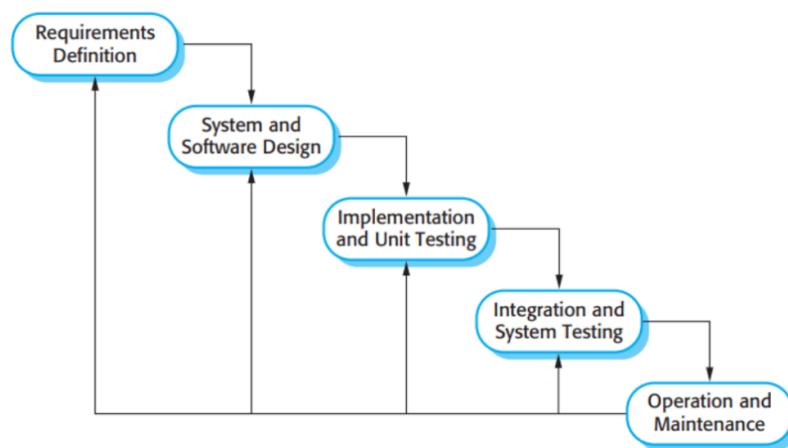 Requirements
Definition
System and
Software Design
Implementation
and Unit Testing
Integration and
System Testing
Operation and
Maintenance